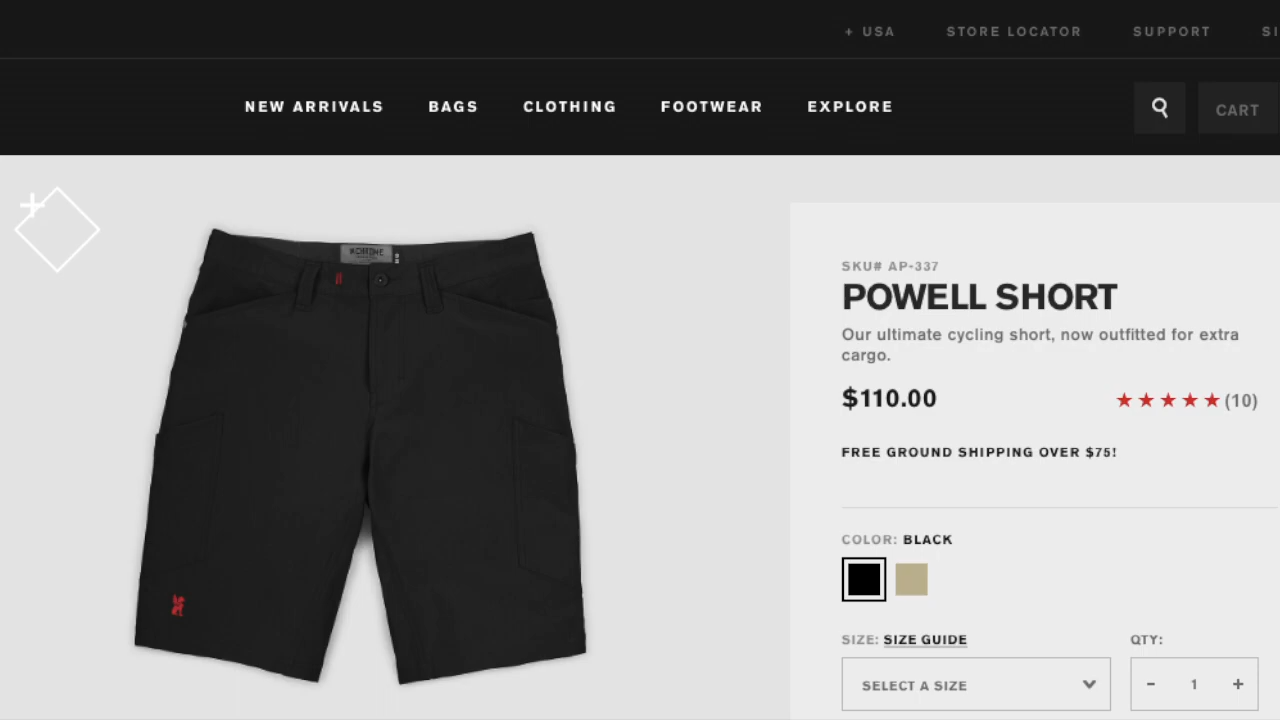 + USA STORE LOCATOR SUPPORT
NEW ARRIVALS BAGS CLOTHING FOOTWEAR EXPLORE
CART
SKU# AP-337
POWELL SHORT
Our ultimate cycling short, now outfitted for extra
cargo.
$110.00
(10)
FREE GROUND SHIPPING OVER $75!
COLOR: BLACK
SIZE: SIZE GUIDE QTY:
SELECT A SIZE - 1 +